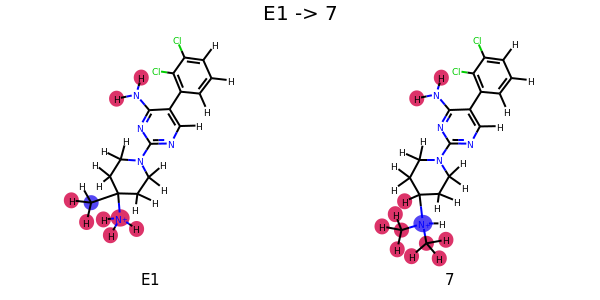 E1 -> 7
Cl Cl
Cl H Cl H
H H H H
H N H H N H
N H N H
N N
H H N H N
H H H H
H H H H
H H H H H
H H H H H
H N+ H H N+ H
H H H H
E1 7